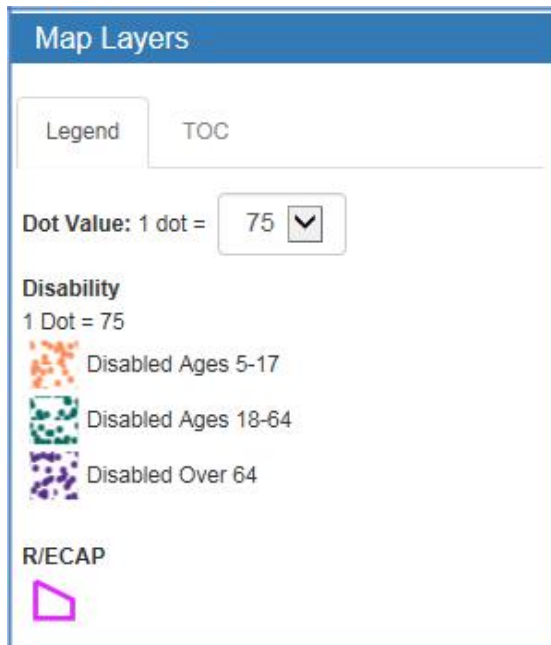 Map Layers
Legend TOC
Dot Value: 1 dot = 75
Disability
1 Dot = 75
Disabled Ages 5-17
Disabled Ages 18-64
Disabled Over 64
R/ECAP